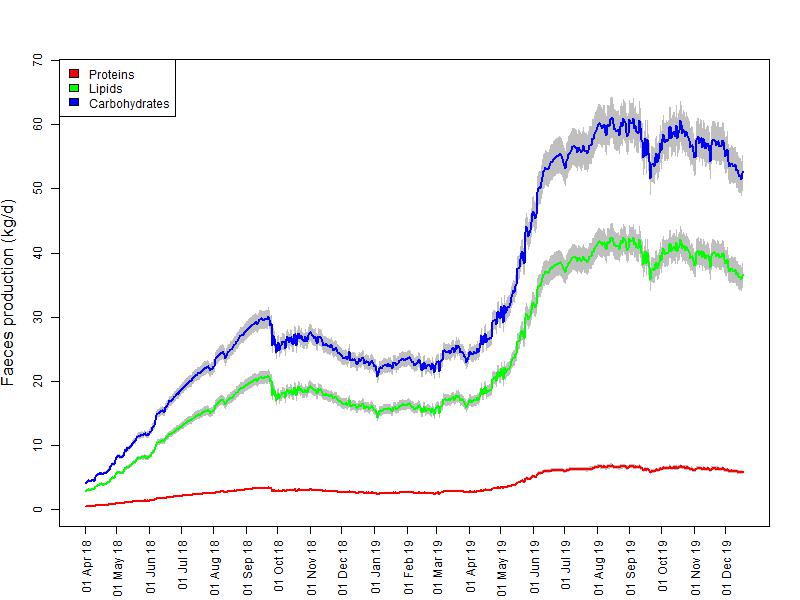 70
60
50
40
30
20
10
0
Faeces production (kg/d)
Proteins
Lipids
Carbohydrates
01 Apr 18
01 May 18
01 Jun 18
01 Jul 18
01 Aug 18
01 Sep 18
01 Oct 18
01 Nov 18
01 Dec 18
01 Jan 19
01 Feb 19
01 Mar 19
01 Apr 19
01 May 19
01 Jun 19
01 Jul 19
01 Aug 19
01 Sep 19
01 Oct 19
01 Nov 19
01 Dec 19